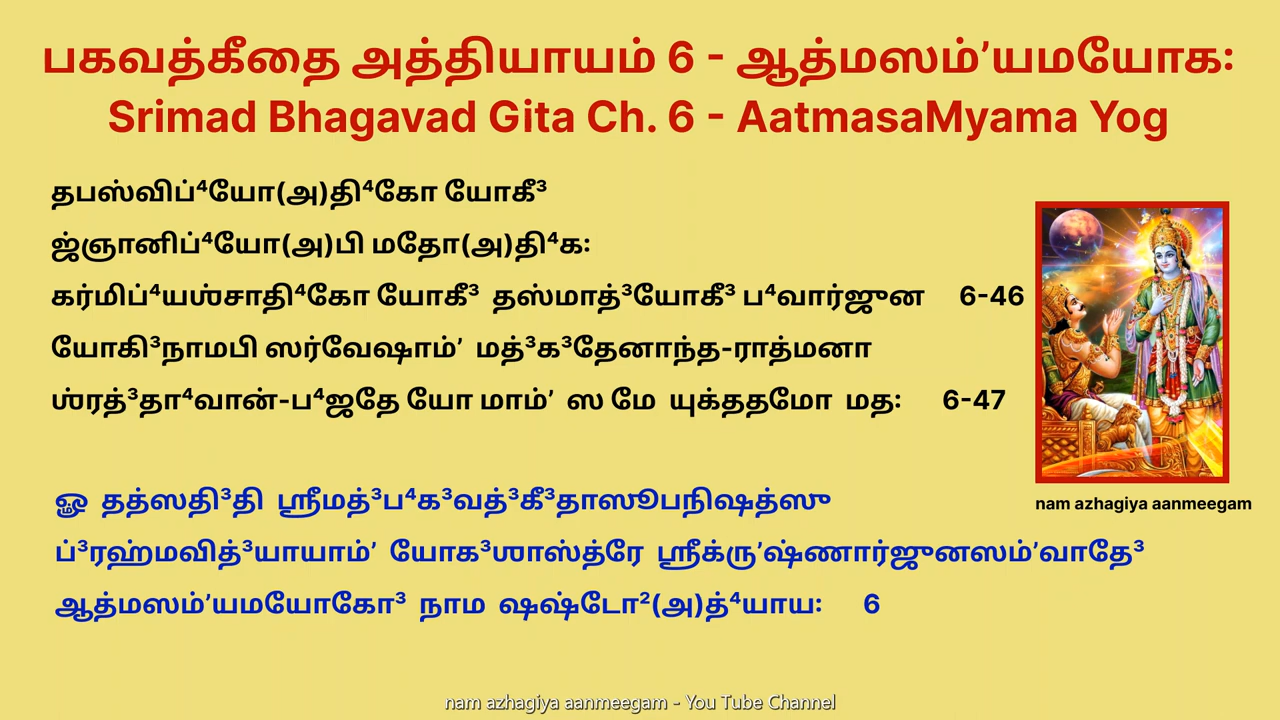 பகவத்கீதை அத்தியாயம் 6 - ஆத்மஸம்’யமயோக:
Srimad Bhagavad Gita Ch. 6 - AatmasaMyama Yog
தபஸ்விப்⁴யோ(அ)தி⁴கோ யோகீ³
ஜ்ஞானிப்⁴யோ(அ)பி மதோ(அ)தி⁴க:
கர்மிப்⁴யஶ்சாதி⁴கோ யோகீ³ தஸ்மாத்³யோகீ³ ப⁴வார்ஜுன 6-46
யோகி³நாமபி ஸர்வேஷாம்’ மத்³க³தேனாந்த-ராத்மனா
ஶ்ரத்³தா⁴வான்-ப⁴ஜதே யோ மாம்’ ஸ மே யுக்ததமோ மத: 6-47
ௐ தத்ஸதி³தி ஶ்ரீமத்³ப⁴க³வத்³கீ³தாஸூபநிஷத்ஸு
ப்³ரஹ்மவித்³யாயாம்’ யோக³ஶாஸ்த்ரே ஶ்ரீக்ரு’ஷ்ணார்ஜுனஸம்’வாதே³
ஆத்மஸம்’யமயோகோ³ நாம ஷஷ்டோ²(அ)த்⁴யாய: 6
nam azhagiya aanmeegam
nam azhagiya aanmeegam - You Tube Channel